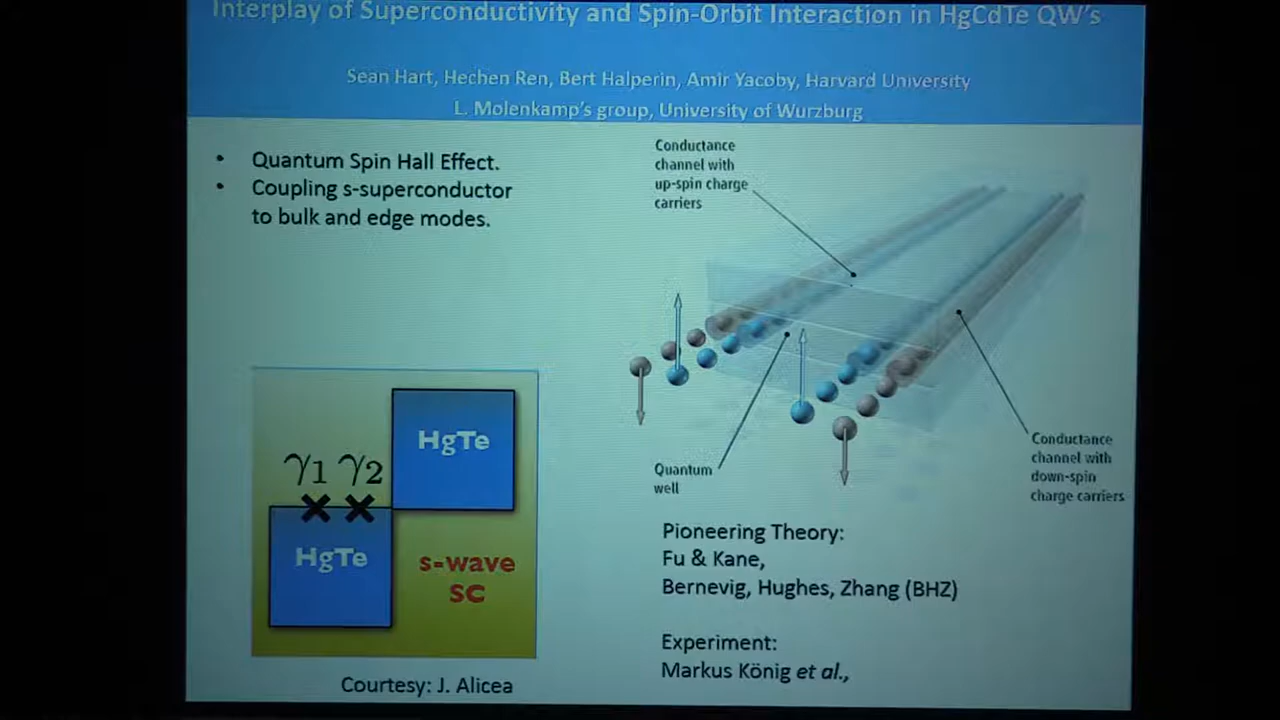 Interplay of Superconductivity and Spin-Orbit Interaction in HgCdTe QW's
Sean Hart, Hechen Ren, Bert Halperin, Amir Yacoby, Harvard University
L. Molenkamp's group, University of Wurzburg
• Quantum Spin Hall Effect.
• Coupling s-superconductor
to bulk and edge modes.
Conductance
channel with
up-spin charge
carriers
Quantum
well
Conductance
channel with
down-spin
charge carriers
HgTe
γ1 γ2
HgTe
s-wave
SC
Courtesy: J. Alicea
Pioneering Theory:
Fu & Kane,
Bernevig, Hughes, Zhang (BHZ)
Experiment:
Markus König et al.,